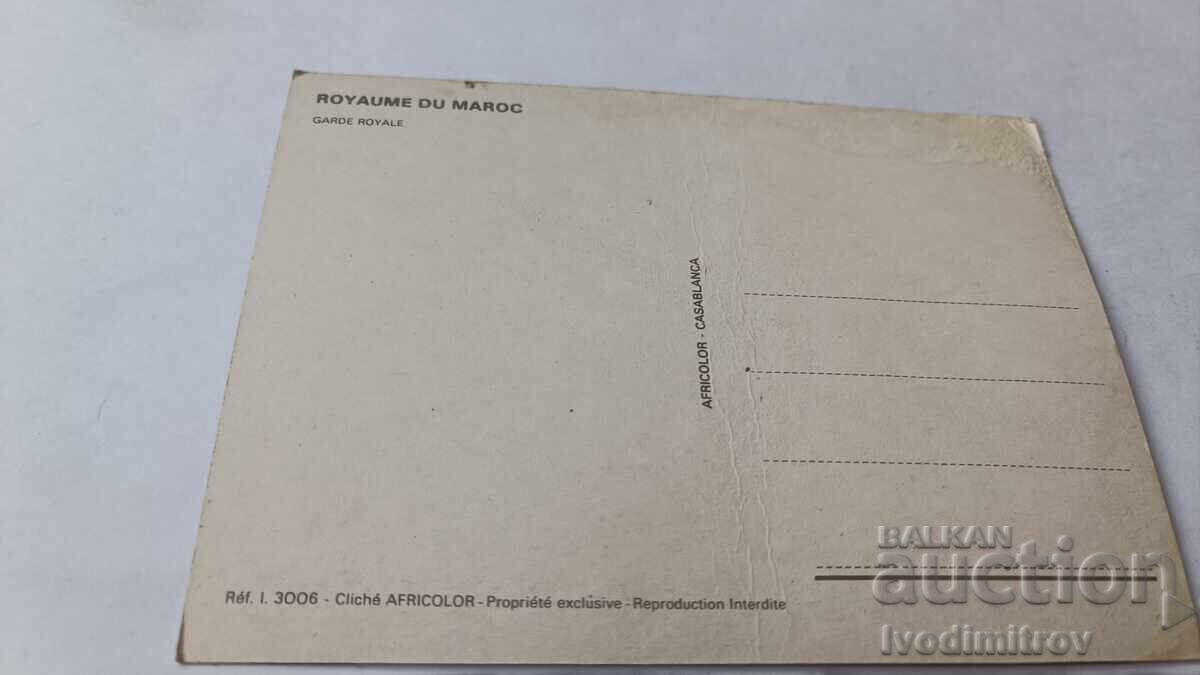 ROYAUME DU MAROC
GARDE ROYALE
AFRICOLOR - CASABLANCA
Réf. I. 3006 - Cliché AFRICOLOR - Propriété exclusive - Reproduction Interdite
BALKAN
auction
Ivodimitrov